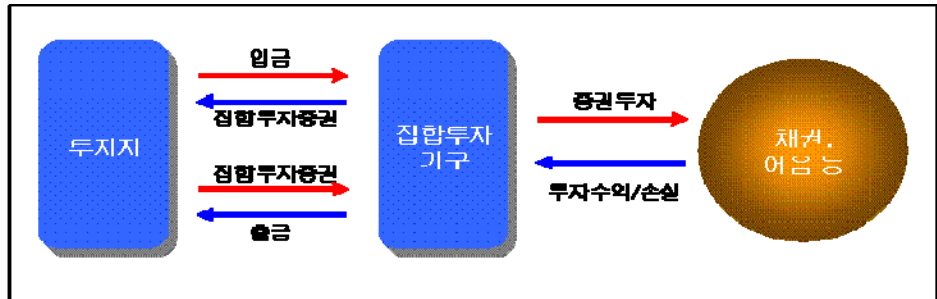 투자자
입금
집합투자증권
집합투자증권
출금
집합투자
기구
증권투자
투자수익/손실
채권,
어음 등